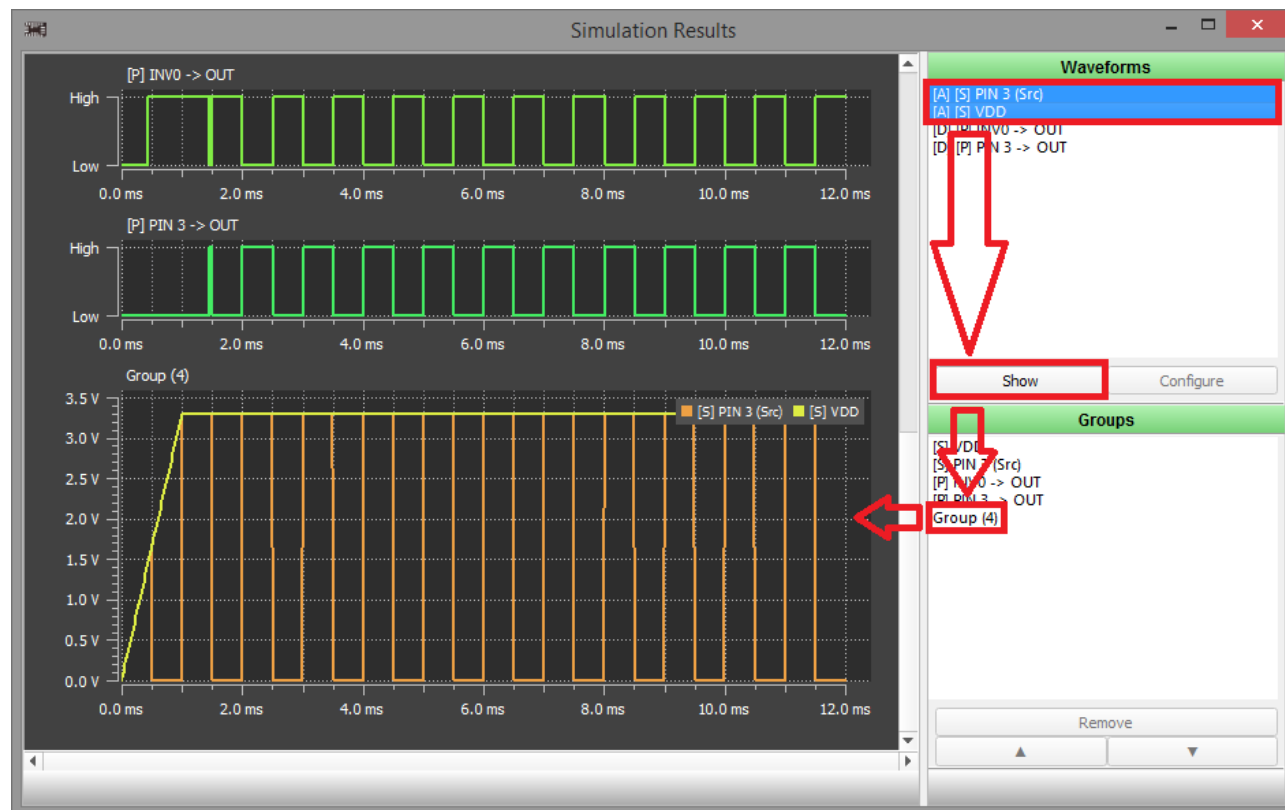 Simulation Results
[P] INV0 -> OUT
High
Low
0.0 ms 2.0 ms 4.0 ms 6.0 ms 8.0 ms 10.0 ms 12.0 ms
[P] PIN 3 -> OUT
High
Low
0.0 ms 2.0 ms 4.0 ms 6.0 ms 8.0 ms 10.0 ms 12.0 ms
Group (4)
3.5 V
[S] PIN 3 (Src) [S] VDD
3.0 V
2.5 V
2.0 V
1.5 V
1.0 V
0.5 V
0.0 V
0.0 ms 2.0 ms 4.0 ms 6.0 ms 8.0 ms 10.0 ms 12.0 ms
Waveforms
[A] [S] PIN 3 (Src)
[A] [S] VDD
[D] [P] INV0 -> OUT
[D] [P] PIN 3 -> OUT
Show Configure
Groups
[S] VDD
[S] PIN 3 (Src)
[P] INV0 -> OUT
[P] PIN 3 -> OUT
Group (4)
Remove